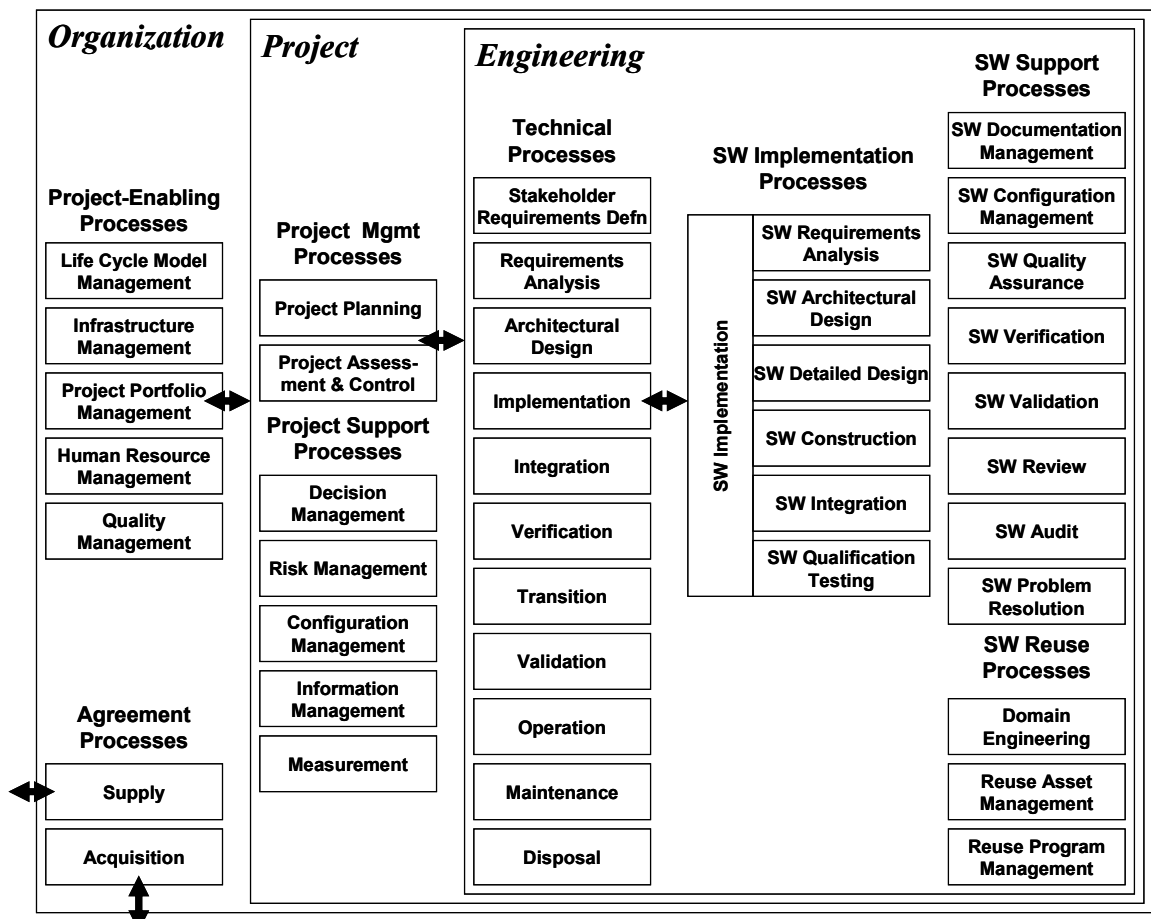 Organization
Project-Enabling
Processes
Life Cycle Model
Management
Infrastructure
Management
Project Portfolio
Management
Human Resource
Management
Quality
Management
Agreement
Processes
Supply
Acquisition
Project
Project Mgmt
Processes
Project Planning
Project Assess-
ment & Control
Project Support
Processes
Decision
Management
Risk Management
Configuration
Management
Information
Management
Measurement
Engineering
Technical
Processes
Stakeholder
Requirements Defn
Requirements
Analysis
Architectural
Design
Implementation
Integration
Verification
Transition
Validation
Operation
Maintenance
Disposal
SW Implementation
Processes
SW Implementation
SW Requirements
Analysis
SW Architectural
Design
SW Detailed Design
SW Construction
SW Integration
SW Qualification
Testing
SW Support
Processes
SW Documentation
Management
SW Configuration
Management
SW Quality
Assurance
SW Verification
SW Validation
SW Review
SW Audit
SW Problem
Resolution
SW Reuse
Processes
Domain
Engineering
Reuse Asset
Management
Reuse Program
Management